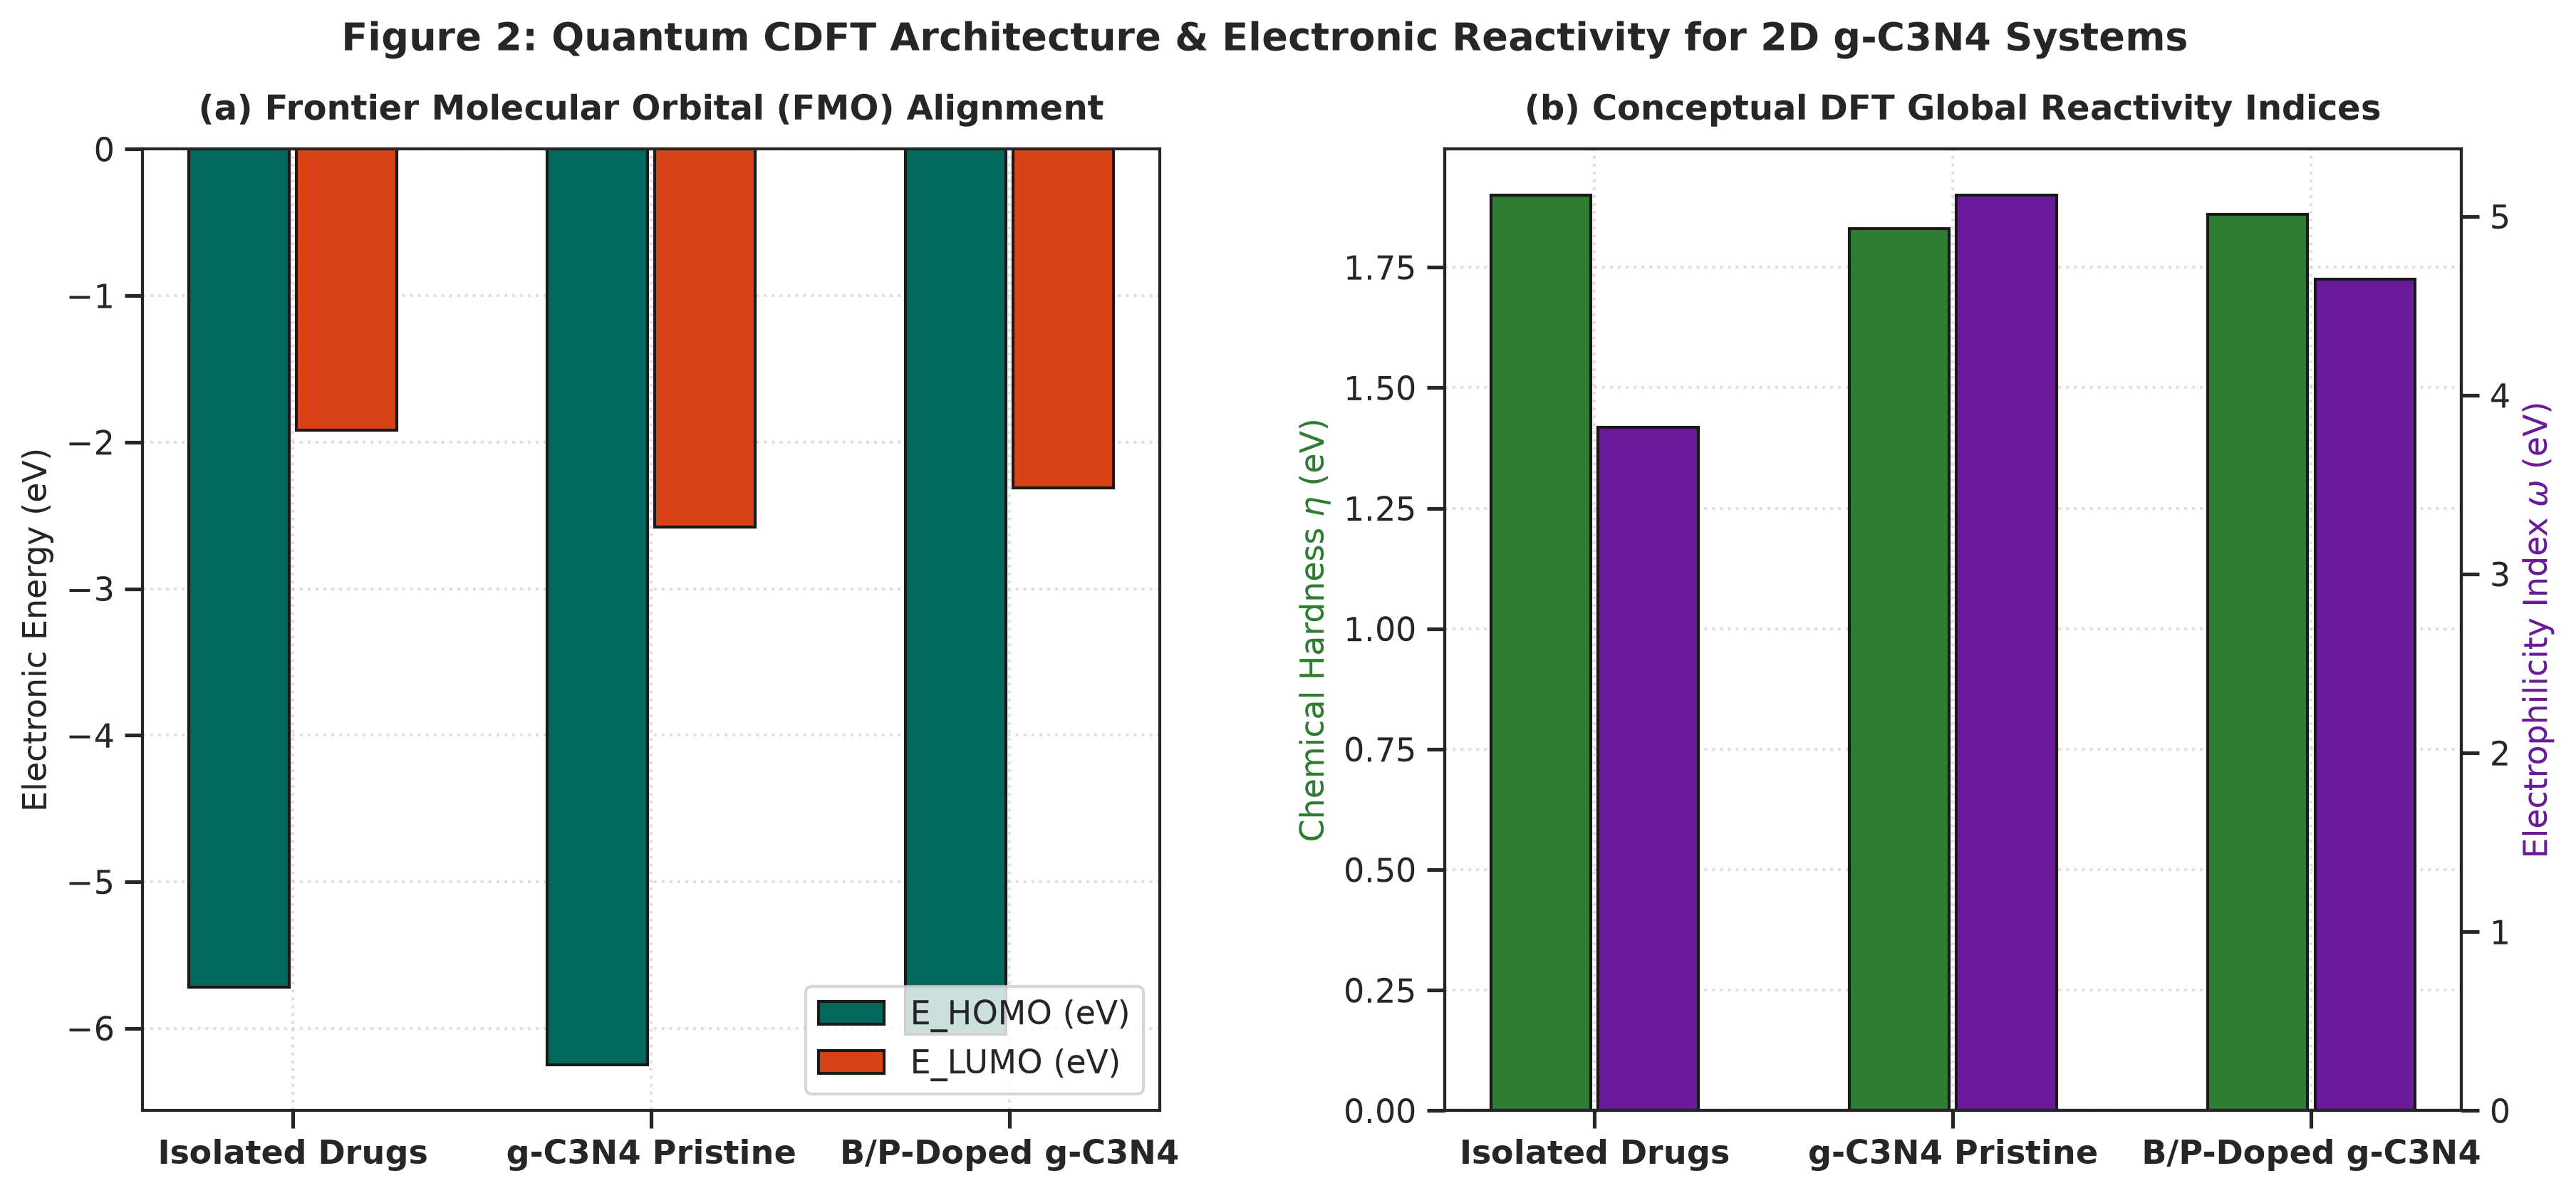 Figure 2: Quantum CDFT Architecture & Electronic Reactivity for 2D g-C3N4 Systems
(a) Frontier Molecular Orbital (FMO) Alignment
Electronic Energy (eV)
0
−1
−2
−3
−4
−5
−6
E_HOMO (eV)
E_LUMO (eV)
Isolated Drugs
g-C3N4 Pristine
B/P-Doped g-C3N4
(b) Conceptual DFT Global Reactivity Indices
Chemical Hardness η (eV)
1.75
1.50
1.25
1.00
0.75
0.50
0.25
0.00
5
4
3
2
1
0
Electrophilicity Index ω (eV)
Isolated Drugs
g-C3N4 Pristine
B/P-Doped g-C3N4